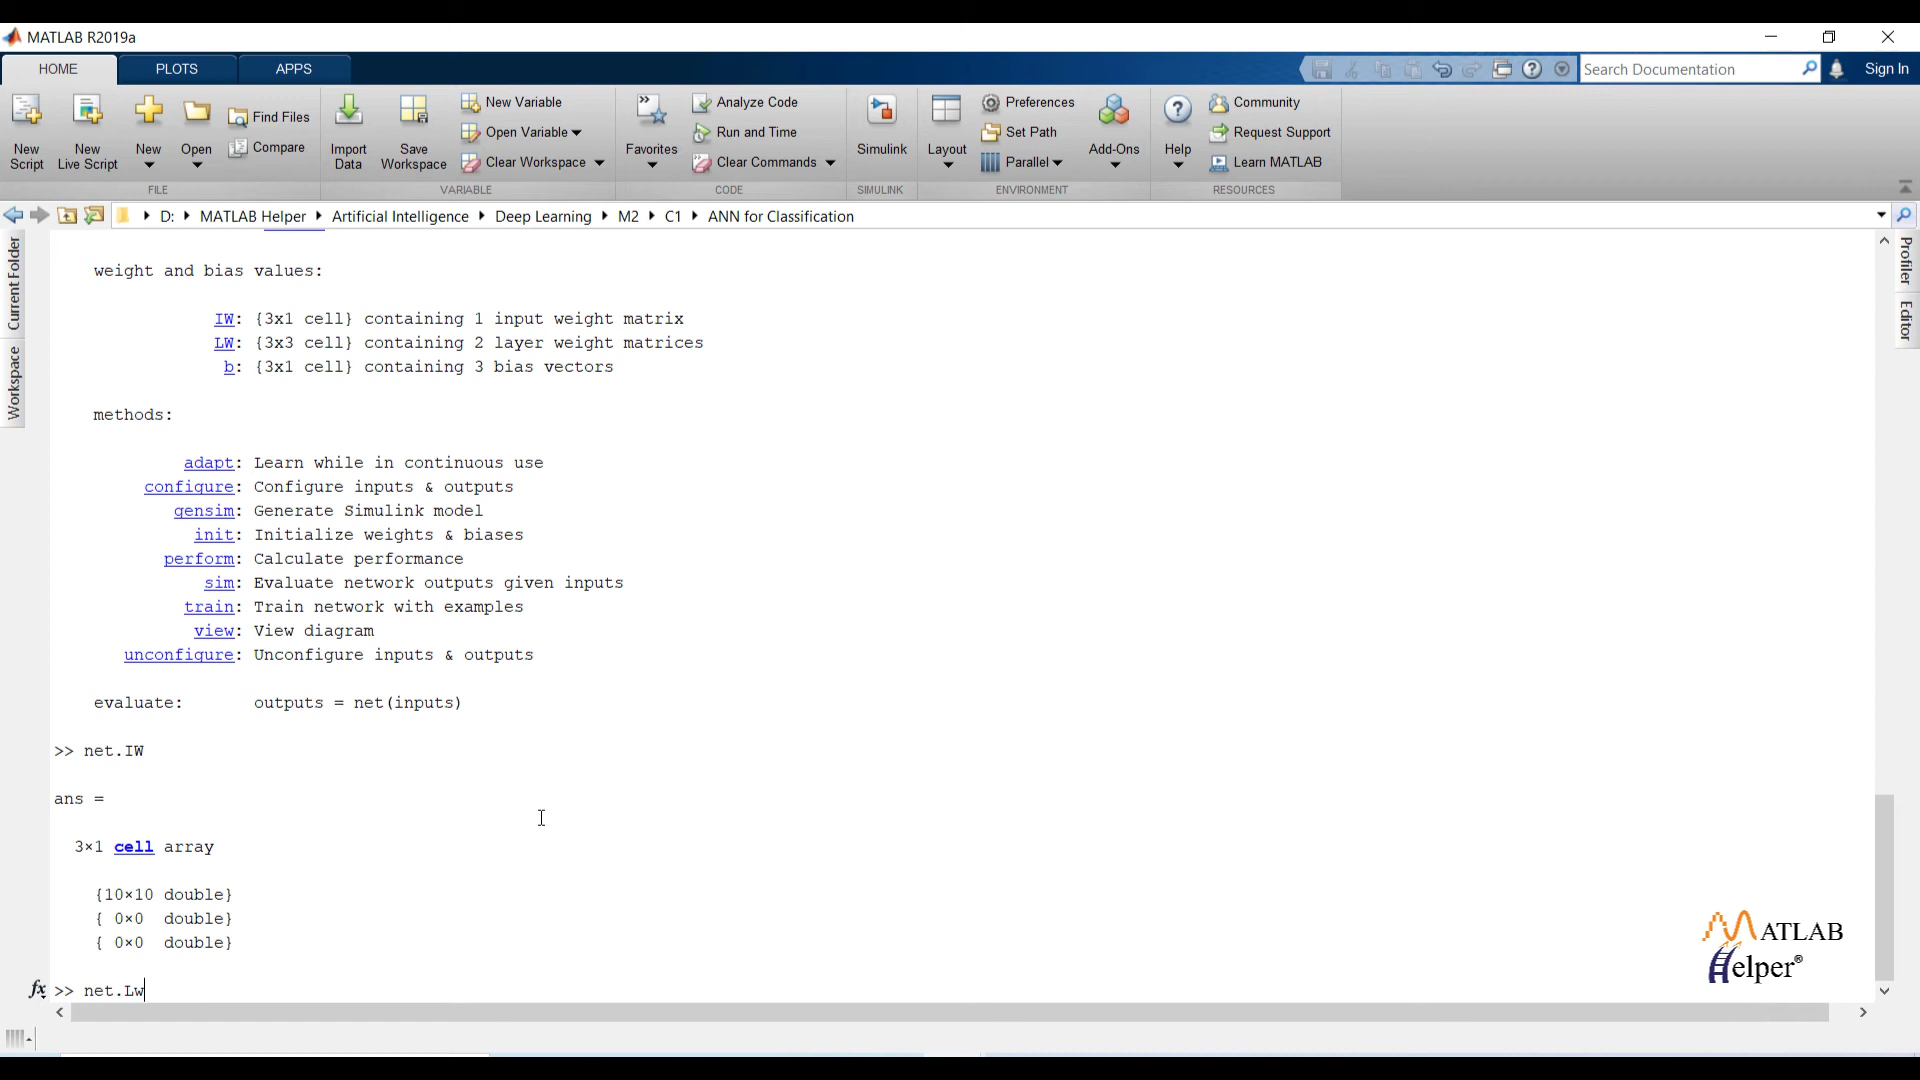 MATLAB R2019a
HOME PLOTS APPS
Search Documentation Sign In
New Script
New Live Script
New
Open
Find Files
Compare
Import Data
Save Workspace
New Variable
Open Variable
Clear Workspace
Favorites
Analyze Code
Run and Time
Clear Commands
Simulink
Layout
Preferences
Set Path
Parallel
Add-Ons
Help
Community
Request Support
Learn MATLAB
FILE VARIABLE CODE SIMULINK ENVIRONMENT RESOURCES
D: MATLAB Helper Artificial Intelligence Deep Learning M2 C1 ANN for Classification
Current Folder
Workspace
Profiler
Editor
weight and bias values:
IW: {3x1 cell} containing 1 input weight matrix
LW: {3x3 cell} containing 2 layer weight matrices
b: {3x1 cell} containing 3 bias vectors
methods:
adapt: Learn while in continuous use
configure: Configure inputs & outputs
gensim: Generate Simulink model
init: Initialize weights & biases
perform: Calculate performance
sim: Evaluate network outputs given inputs
train: Train network with examples
view: View diagram
unconfigure: Unconfigure inputs & outputs
evaluate: outputs = net(inputs)
>> net.IW
ans =
3×1 cell array
{10×10 double}
{ 0×0 double}
{ 0×0 double}
fx >> net.Lw
MATLAB
Helper®